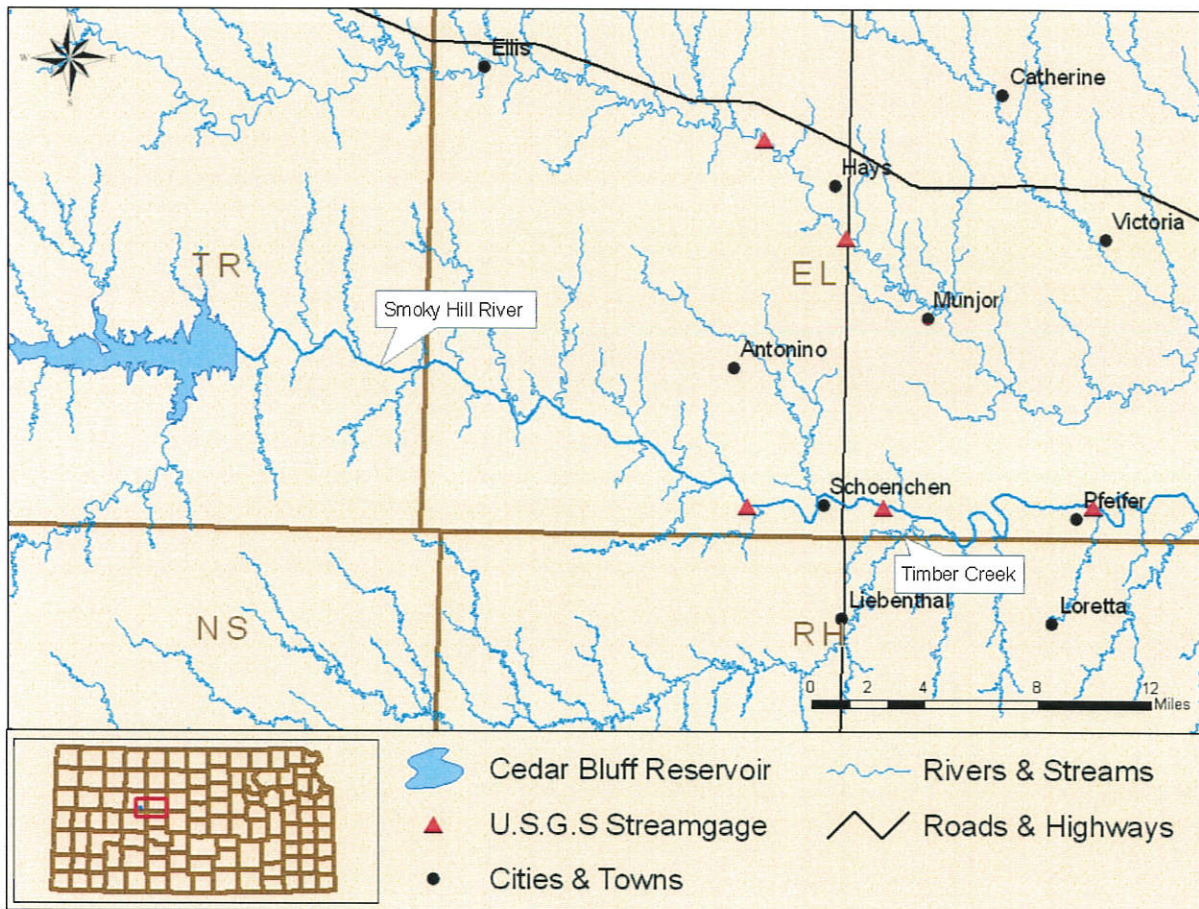 N
W
E
S
Ellis
Catherine
Hays
Victoria
TR
EL
Smoky Hill River
Munjor
Antonino
Schoenchen
Pfeifer
Timber Creek
Liebenthal
Loretta
NS
RH
0 2 4 8 12
Miles
Cedar Bluff Reservoir
Rivers & Streams
U.S.G.S Streamgage
Roads & Highways
Cities & Towns